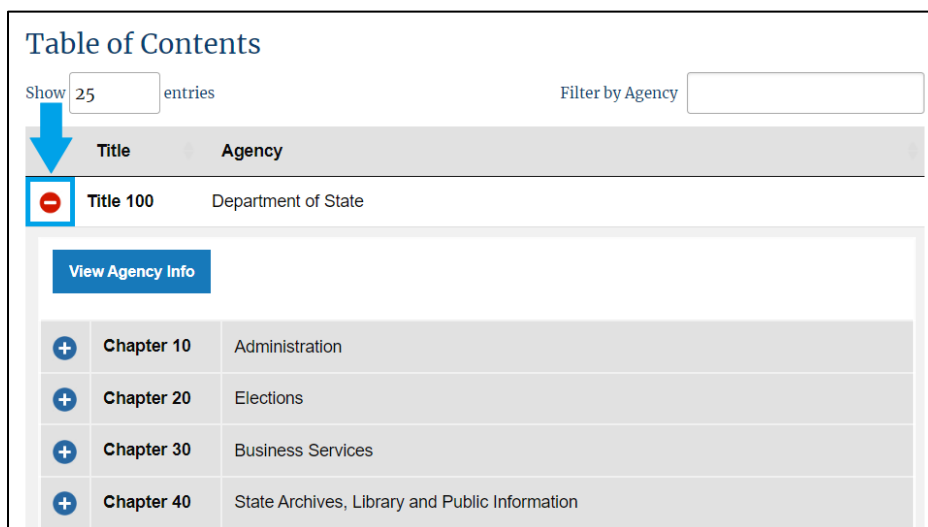 Table of Contents
Show 25 entries Filter by Agency
Title Agency
Title 100 Department of State
View Agency Info
Chapter 10 Administration
Chapter 20 Elections
Chapter 30 Business Services
Chapter 40 State Archives, Library and Public Information